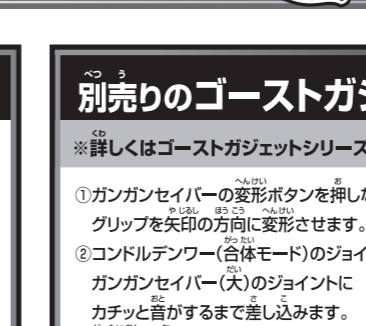 別売りのゴーストガジ
※詳しくはゴーストガジェットシリーズ
①ガンガンセイバーの変形ボタンを押しな
グリップを矢印の方向に変形させます。
②コンドルデンワー(合体モード)のジョイ
ガンガンセイバー(大)のジョイントに
カチッと音がするまで差し込みます。